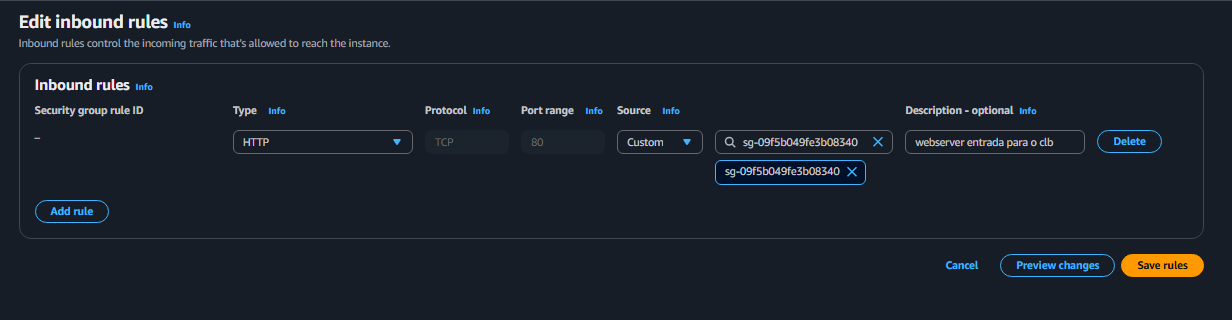 Edit inbound rules Info
Inbound rules control the incoming traffic that's allowed to reach the instance.
Inbound rules Info
Security group rule ID Type Info Protocol Info Port range Info Source Info Description - optional Info
– HTTP TCP 80 Custom sg-09f5b049fe3b08340 webserver entrada para o clb Delete
sg-09f5b049fe3b08340
Add rule
Cancel Preview changes Save rules